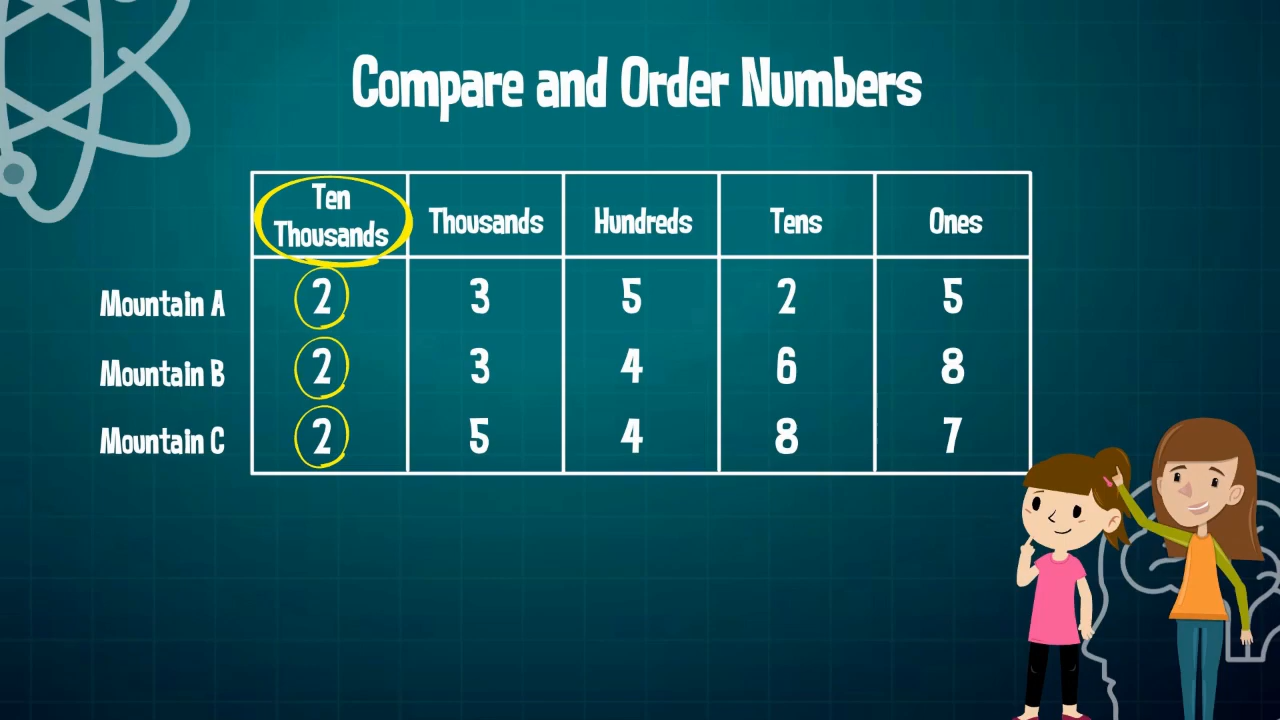 Compare and Order Numbers
Ten
Thousands
Thousands
Hundreds
Tens
Ones
Mountain A 2 3 5 2 5
Mountain B 2 3 4 6 8
Mountain C 2 5 4 8 7